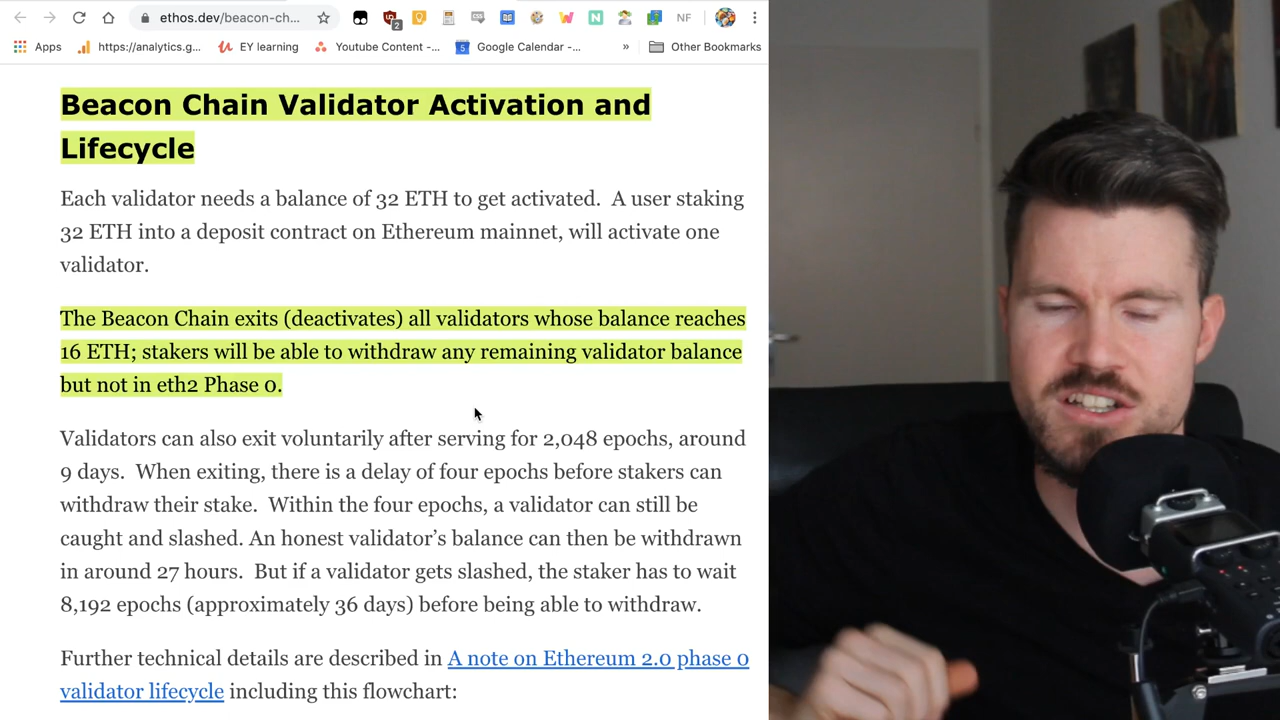 ethos.dev/beacon-ch...
2
NF
Apps
https://analytics.g...
EY learning
Youtube Content -...
5
Google Calendar -...
»
Other Bookmarks
Beacon Chain Validator Activation and
Lifecycle
Each validator needs a balance of 32 ETH to get activated.  A user staking
32 ETH into a deposit contract on Ethereum mainnet, will activate one
validator.
The Beacon Chain exits (deactivates) all validators whose balance reaches
16 ETH; stakers will be able to withdraw any remaining validator balance
but not in eth2 Phase 0.
Validators can also exit voluntarily after serving for 2,048 epochs, around
9 days.  When exiting, there is a delay of four epochs before stakers can
withdraw their stake.  Within the four epochs, a validator can still be
caught and slashed. An honest validator’s balance can then be withdrawn
in around 27 hours.  But if a validator gets slashed, the staker has to wait
8,192 epochs (approximately 36 days) before being able to withdraw.
Further technical details are described in A note on Ethereum 2.0 phase 0
validator lifecycle including this flowchart: